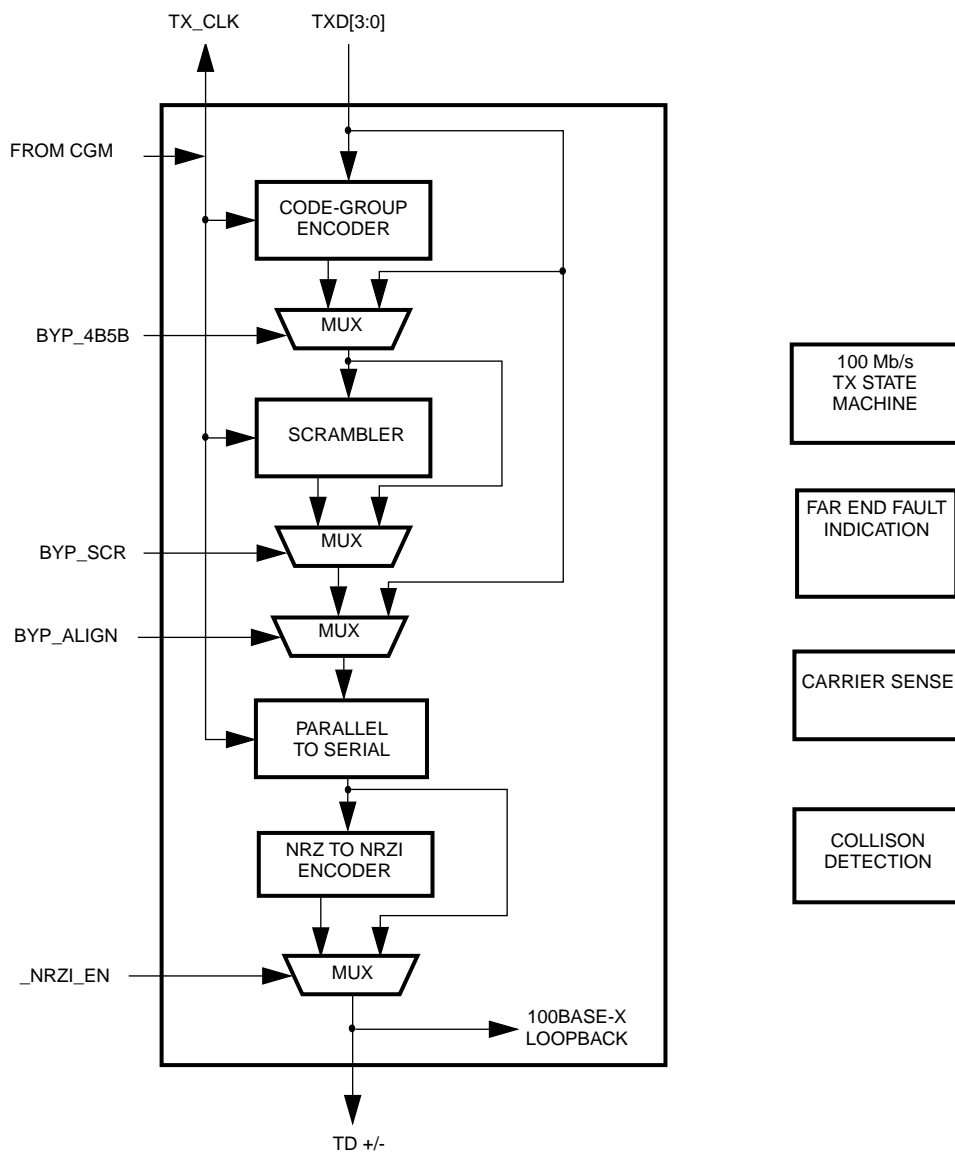 TX_CLK
TXD[3:0]
FROM CGM
CODE-GROUP
ENCODER
MUX
BYP_4B5B
SCRAMBLER
MUX
BYP_SCR
MUX
BYP_ALIGN
PARALLEL
TO SERIAL
NRZ TO NRZI
ENCODER
MUX
_NRZI_EN
100BASE-X
LOOPBACK
TD +/-
100 Mb/s
TX STATE
MACHINE
FAR END FAULT
INDICATION
CARRIER SENSE
COLLISON
DETECTION